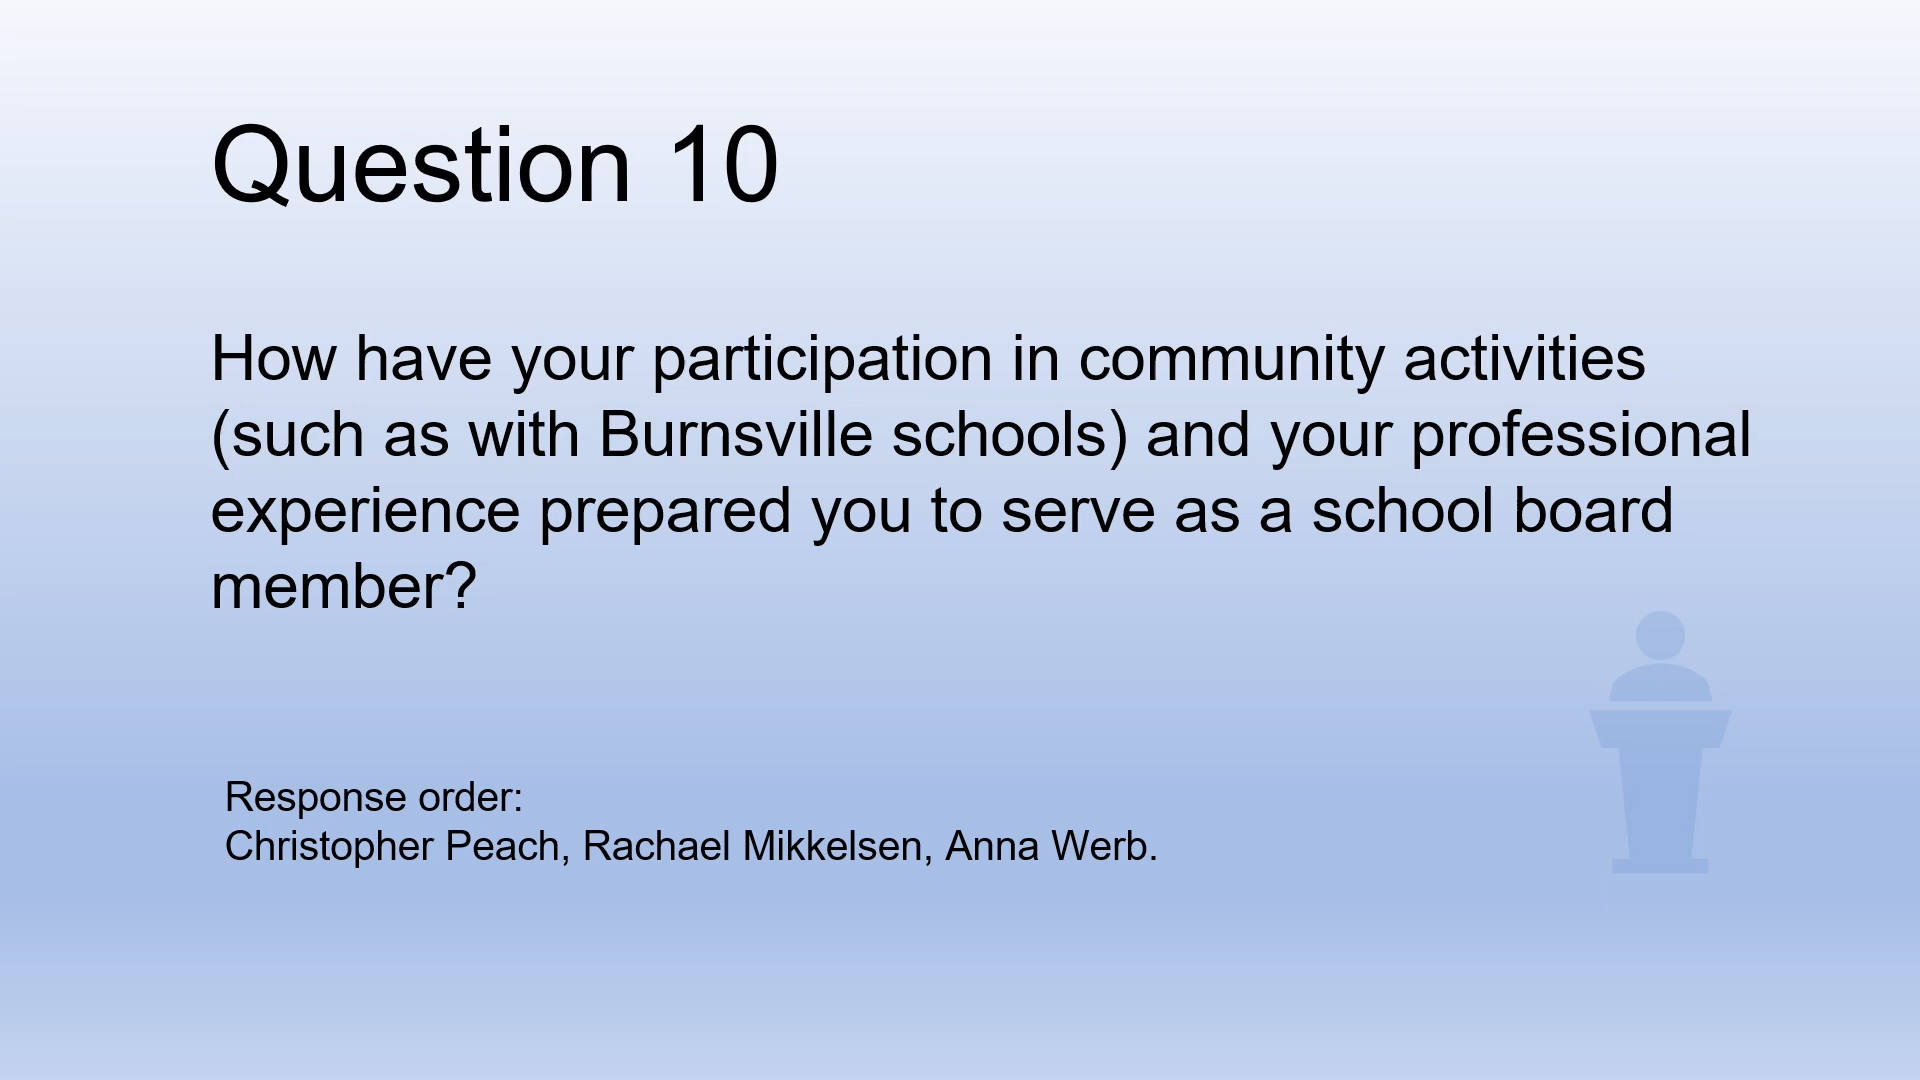 Question 10
How have your participation in community activities
(such as with Burnsville schools) and your professional
experience prepared you to serve as a school board
member?
Response order:
Christopher Peach, Rachael Mikkelsen, Anna Werb.